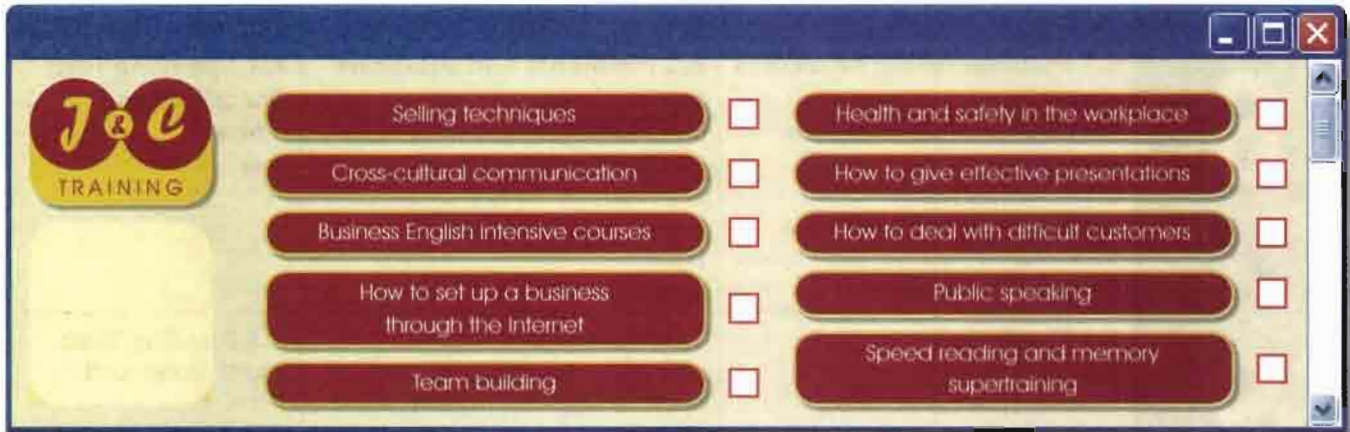 J & C
TRAINING
Selling techniques
Cross-cultural communication
Business English intensive courses
How to set up a business
through the Internet
Team building
Health and safety in the workplace
How to give effective presentations
How to deal with difficult customers
Public speaking
Speed reading and memory
supertraining